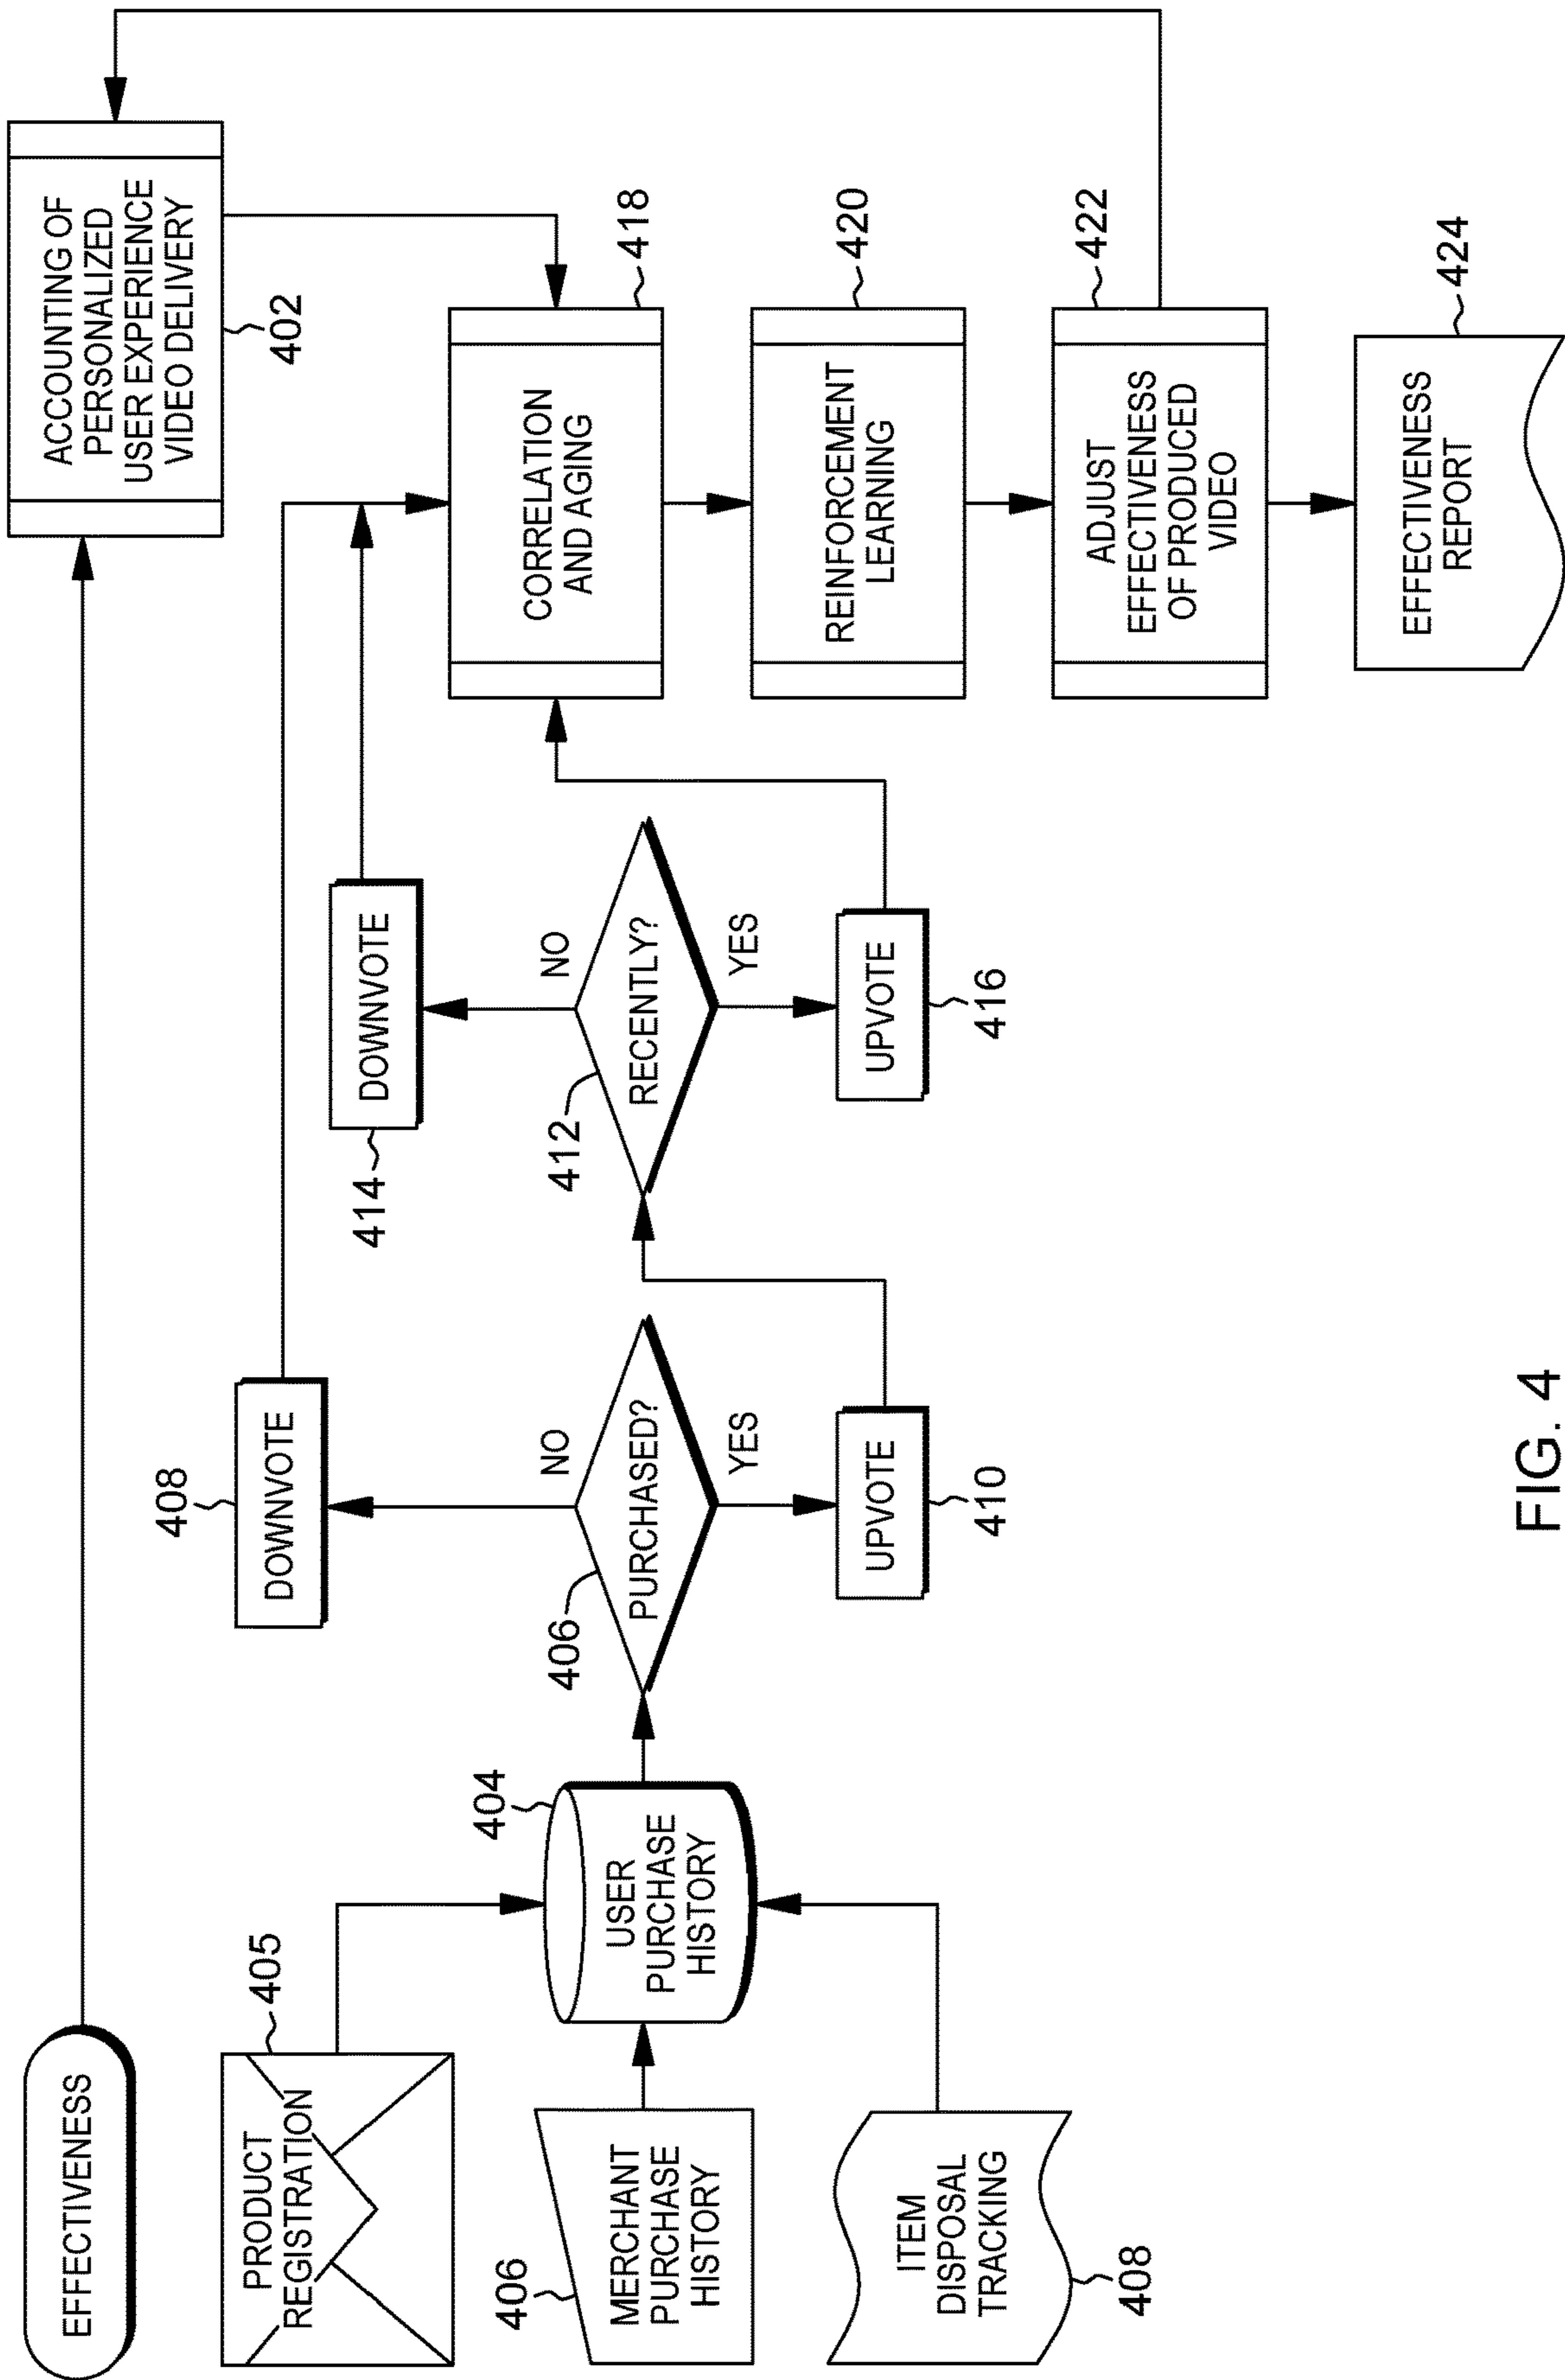 EFFECTIVENESS
ACCOUNTING OF
PERSONALIZED
USER EXPERIENCE
VIDEO DELIVERY
402
PRODUCT
REGISTRATION
405
MERCHANT
PURCHASE
HISTORY
406
ITEM
DISPOSAL
TRACKING
408
USER
PURCHASE
HISTORY
404
PURCHASED?
406
NO
DOWNVOTE
408
YES
UPVOTE
410
RECENTLY?
412
NO
DOWNVOTE
414
YES
UPVOTE
416
CORRELATION
AND AGING
418
REINFORCEMENT
LEARNING
420
ADJUST
EFFECTIVENESS
OF PRODUCED
VIDEO
422
EFFECTIVENESS
REPORT
424
FIG. 4